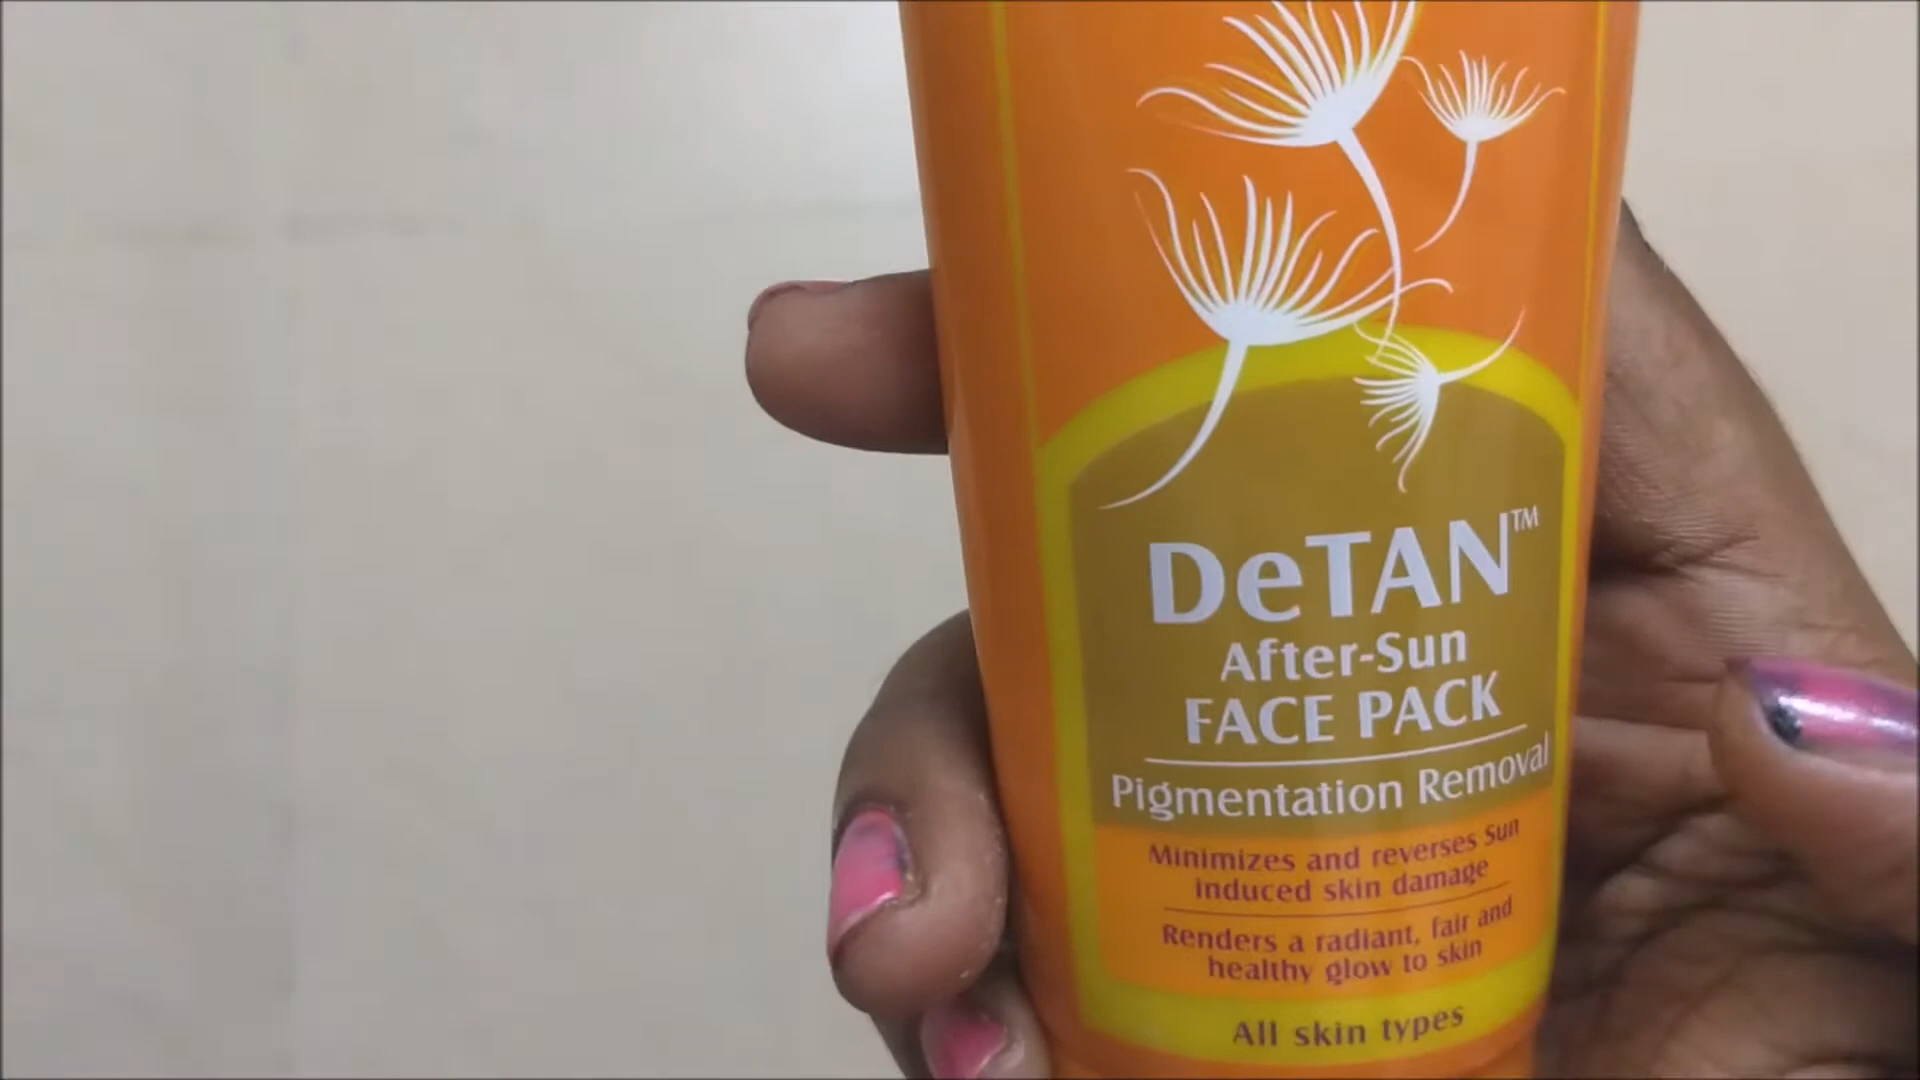 DeTAN™
After-Sun
FACE PACK
Pigmentation Removal
Minimizes and reverses Sun
induced skin damage
Renders a radiant, fair and
healthy glow to skin
All skin types